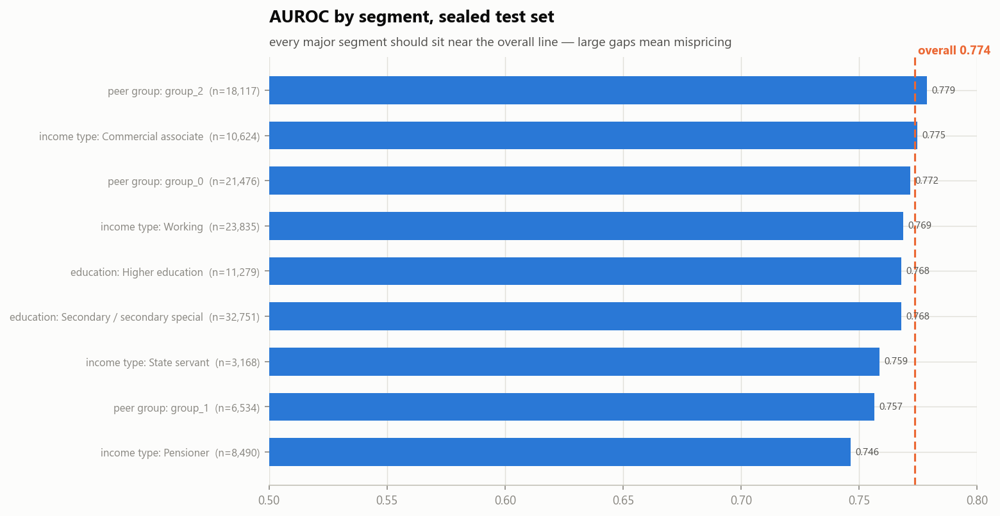 AUROC by segment, sealed test set
every major segment should sit near the overall line — large gaps mean mispricing
overall 0.774
peer group: group_2 (n=18,117) 0.779
income type: Commercial associate (n=10,624) 0.775
peer group: group_0 (n=21,476) 0.772
income type: Working (n=23,835) 0.769
education: Higher education (n=11,279) 0.768
education: Secondary / secondary special (n=32,751) 0.768
income type: State servant (n=3,168) 0.759
peer group: group_1 (n=6,534) 0.757
income type: Pensioner (n=8,490) 0.746
0.50 0.55 0.60 0.65 0.70 0.75 0.80